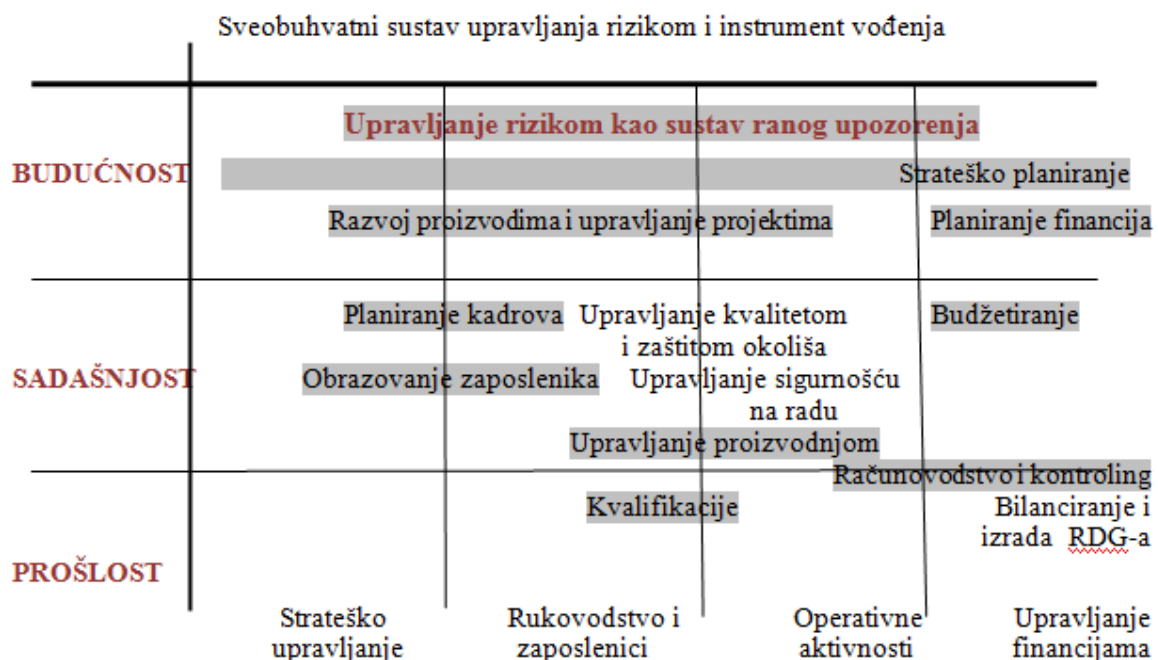 Sveobuhvatni sustav upravljanja rizikom i instrument vođenja
Upravljanje rizikom kao sustav ranog upozorenja
BUDUĆNOST
Strateško planiranje
Razvoj proizvodima i upravljanje projektima
Planiranje financija
Planiranje kadrova
Upravljanje kvalitetom
i zaštitom okoliša
Budžetiranje
SADAŠNJOST
Obrazovanje zaposlenika
Upravljanje sigurnošću
na radu
Upravljanje proizvodnjom
Računovodstvo i kontroling
Kvalifikacije
Bilanciranje i
izrada RDG-a
PROŠLOST
Strateško
upravljanje
Rukovodstvo i
zaposlenici
Operativne
aktivnosti
Upravljanje
financijama